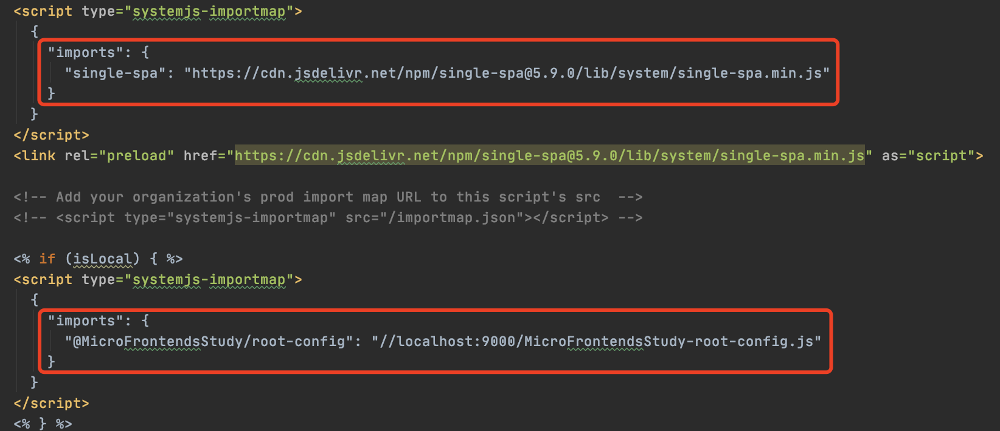 <script type="systemjs-importmap">
{
"imports": {
"single-spa": "https://cdn.jsdelivr.net/npm/single-spa@5.9.0/lib/system/single-spa.min.js"
}
}
</script>
<link rel="preload" href="https://cdn.jsdelivr.net/npm/single-spa@5.9.0/lib/system/single-spa.min.js" as="script">
<!-- Add your organization's prod import map URL to this script's src  -->
<!-- <script type="systemjs-importmap" src="/importmap.json"></script> -->
<% if (isLocal) { %>
<script type="systemjs-importmap">
{
"imports": {
"@MicroFrontendsStudy/root-config": "//localhost:9000/MicroFrontendsStudy-root-config.js"
}
}
</script>
<% } %>